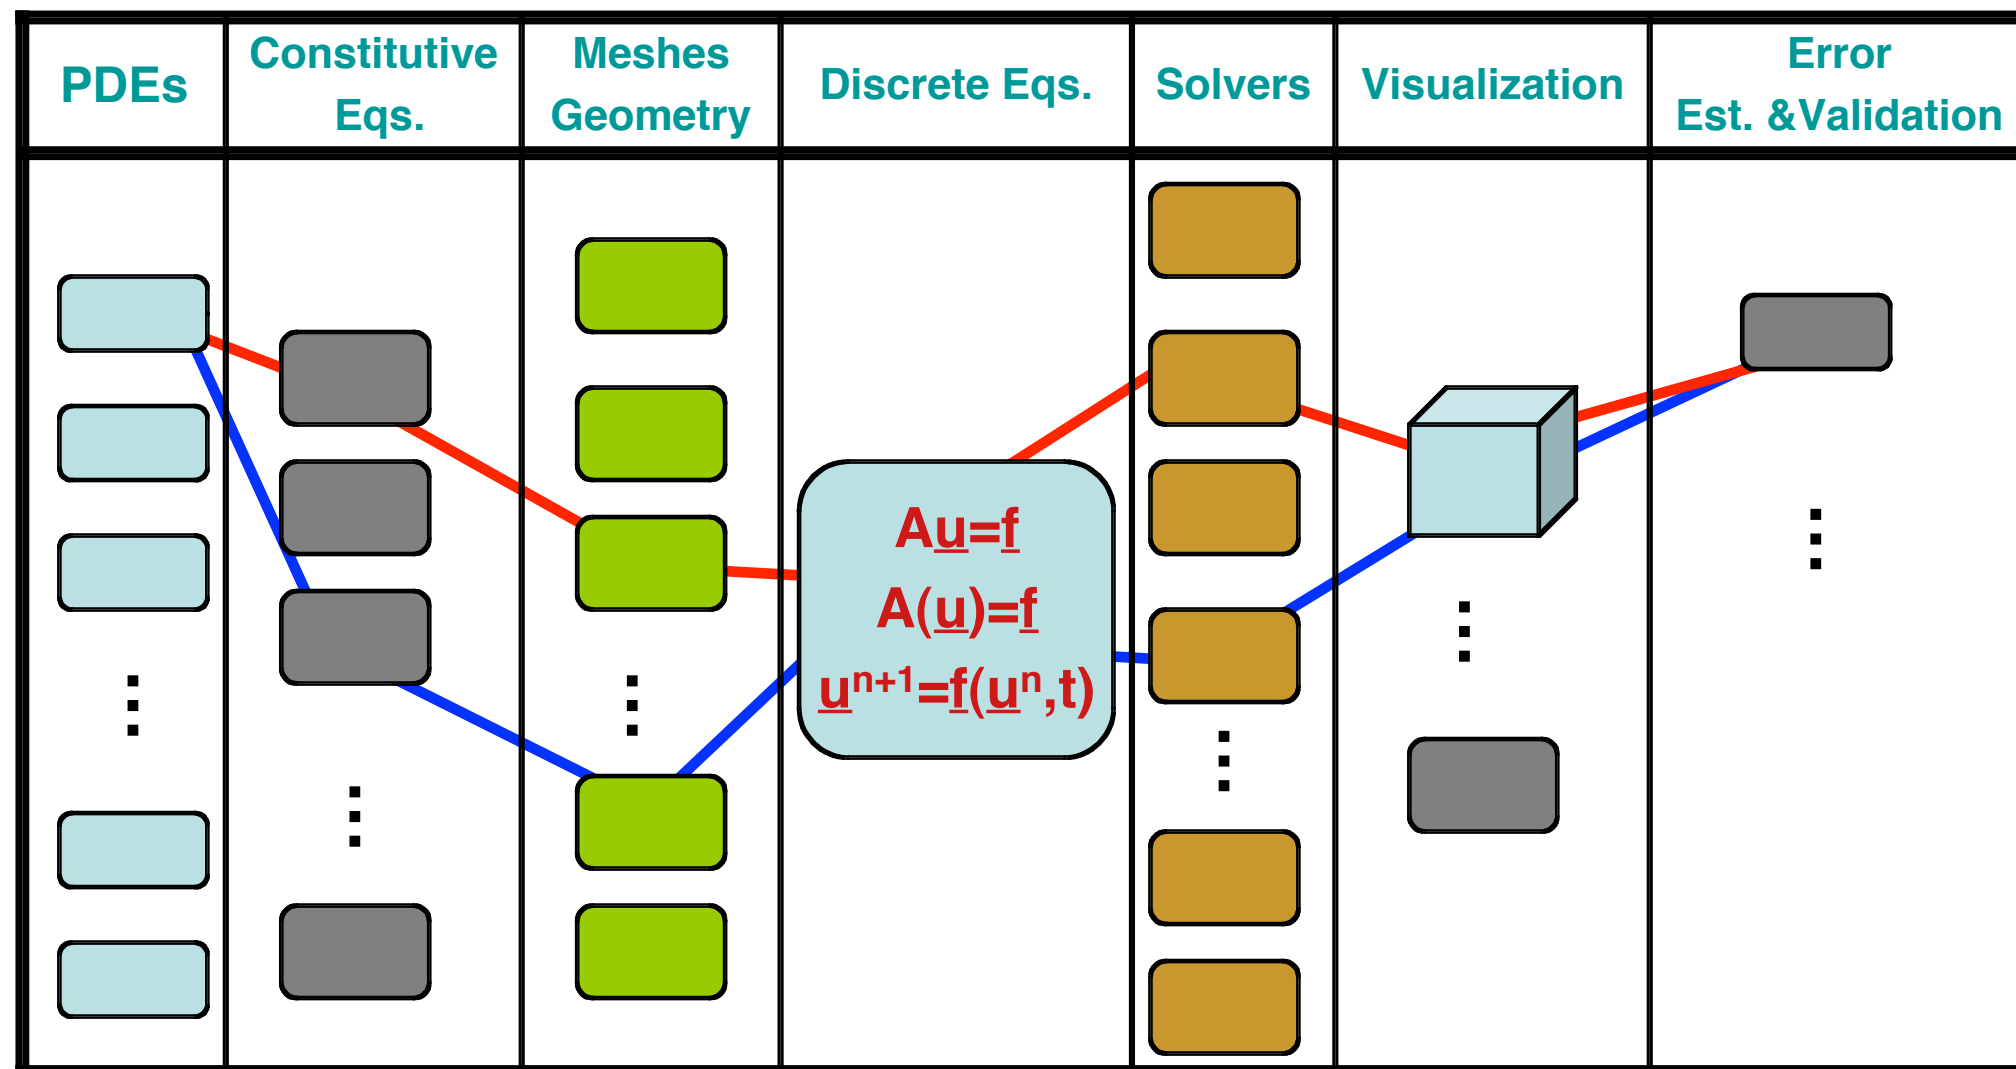 PDEs
Constitutive
Eqs.
Meshes
Geometry
Discrete Eqs.
Solvers
Visualization
Error
Est. &Validation
Au=f
A(u)=f
uⁿ⁺¹=f(uⁿ,t)